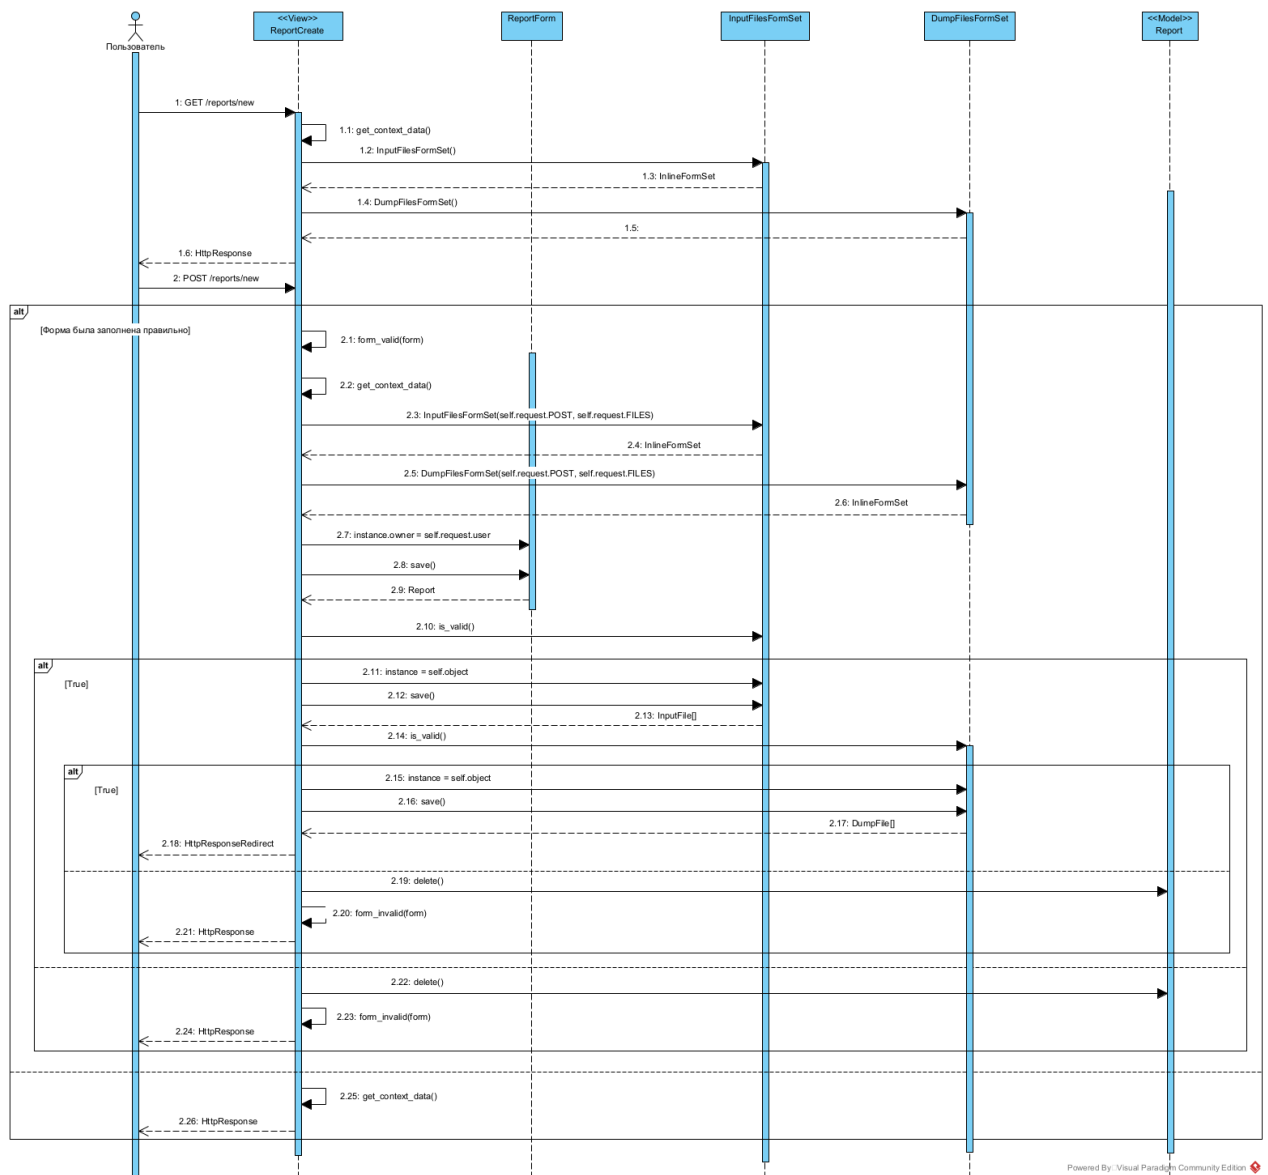 <<View>>
ReportCreate
ReportForm
InputFilesFormSet
DumpFilesFormSet
<<Model>>
Report
Пользователь
1: GET /reports/new
1.1: get_context_data()
1.2: InputFilesFormSet()
1.3: InlineFormSet
1.4: DumpFilesFormSet()
1.5:
1.6: HttpResponse
2: POST /reports/new
alt
[Форма была заполнена правильно]
2.1: form_valid(form)
2.2: get_context_data()
2.3: InputFilesFormSet(self.request.POST, self.request.FILES)
2.4: InlineFormSet
2.5: DumpFilesFormSet(self.request.POST, self.request.FILES)
2.6: InlineFormSet
2.7: instance.owner = self.request.user
2.8: save()
2.9: Report
2.10: is_valid()
alt
[True]
2.11: instance = self.object
2.12: save()
2.13: InputFile[]
2.14: is_valid()
alt
[True]
2.15: instance = self.object
2.16: save()
2.17: DumpFile[]
2.18: HttpResponseRedirect
2.19: delete()
2.20: form_invalid(form)
2.21: HttpResponse
2.22: delete()
2.23: form_invalid(form)
2.24: HttpResponse
2.25: get_context_data()
2.26: HttpResponse
Powered By: Visual Paradigm Community Edition